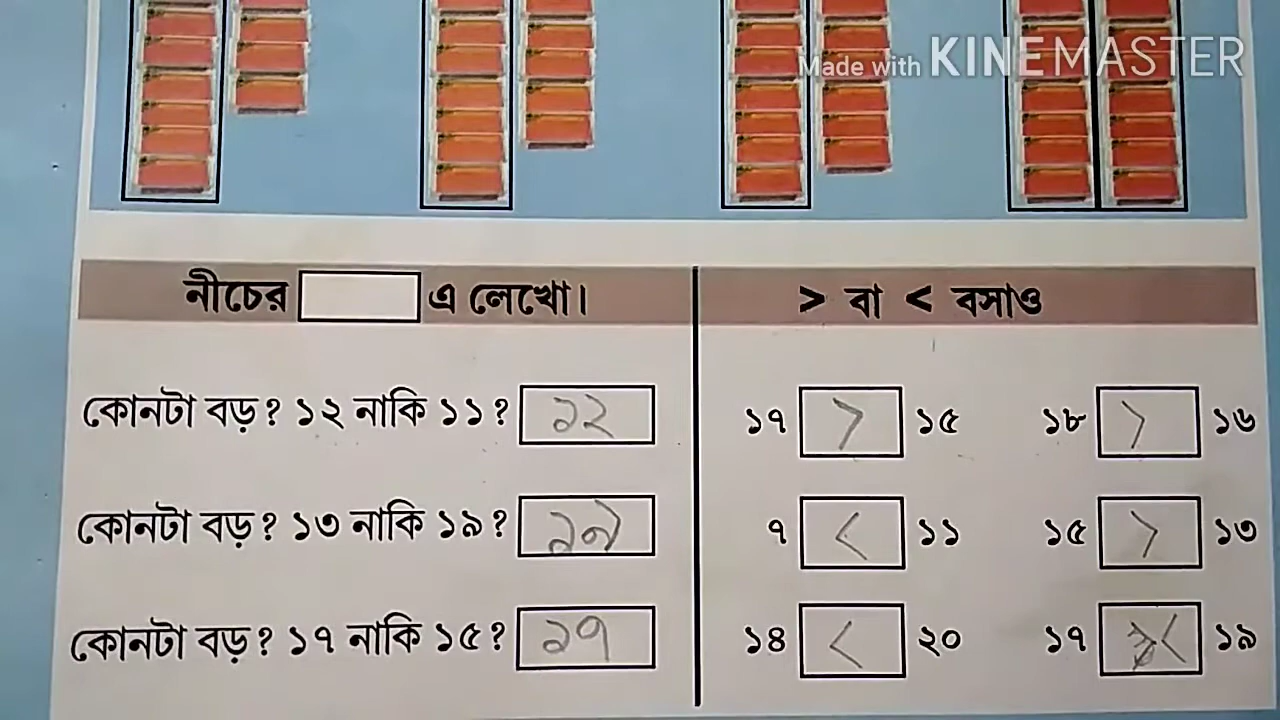 Made with KINEMASTER
নীচের এ লেখো।
কোনটা বড়? ১২ নাকি ১১? ১২
কোনটা বড়? ১৩ নাকি ১৯? ১৯
কোনটা বড়? ১৭ নাকি ১৫? ১৭
> বা < বসাও
১৭ > ১৫ ১৮ > ১৬
৭ < ১১ ১৫ > ১৩
১৪ < ২০ ১৭ < ১৯